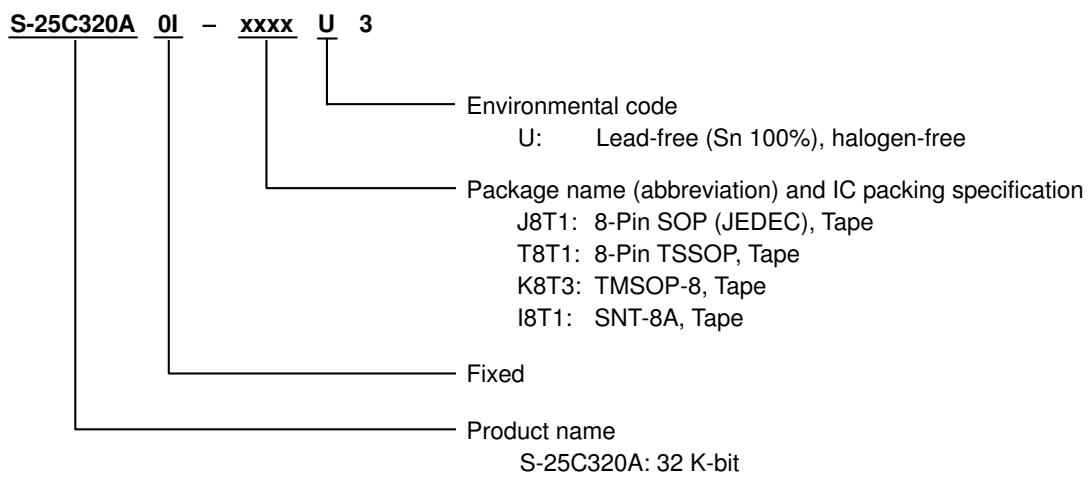 S-25C320A 0I – xxxx U 3
Environmental code
U: Lead-free (Sn 100%), halogen-free
Package name (abbreviation) and IC packing specification
J8T1: 8-Pin SOP (JEDEC), Tape
T8T1: 8-Pin TSSOP, Tape
K8T3: TMSOP-8, Tape
I8T1: SNT-8A, Tape
Fixed
Product name
S-25C320A: 32 K-bit